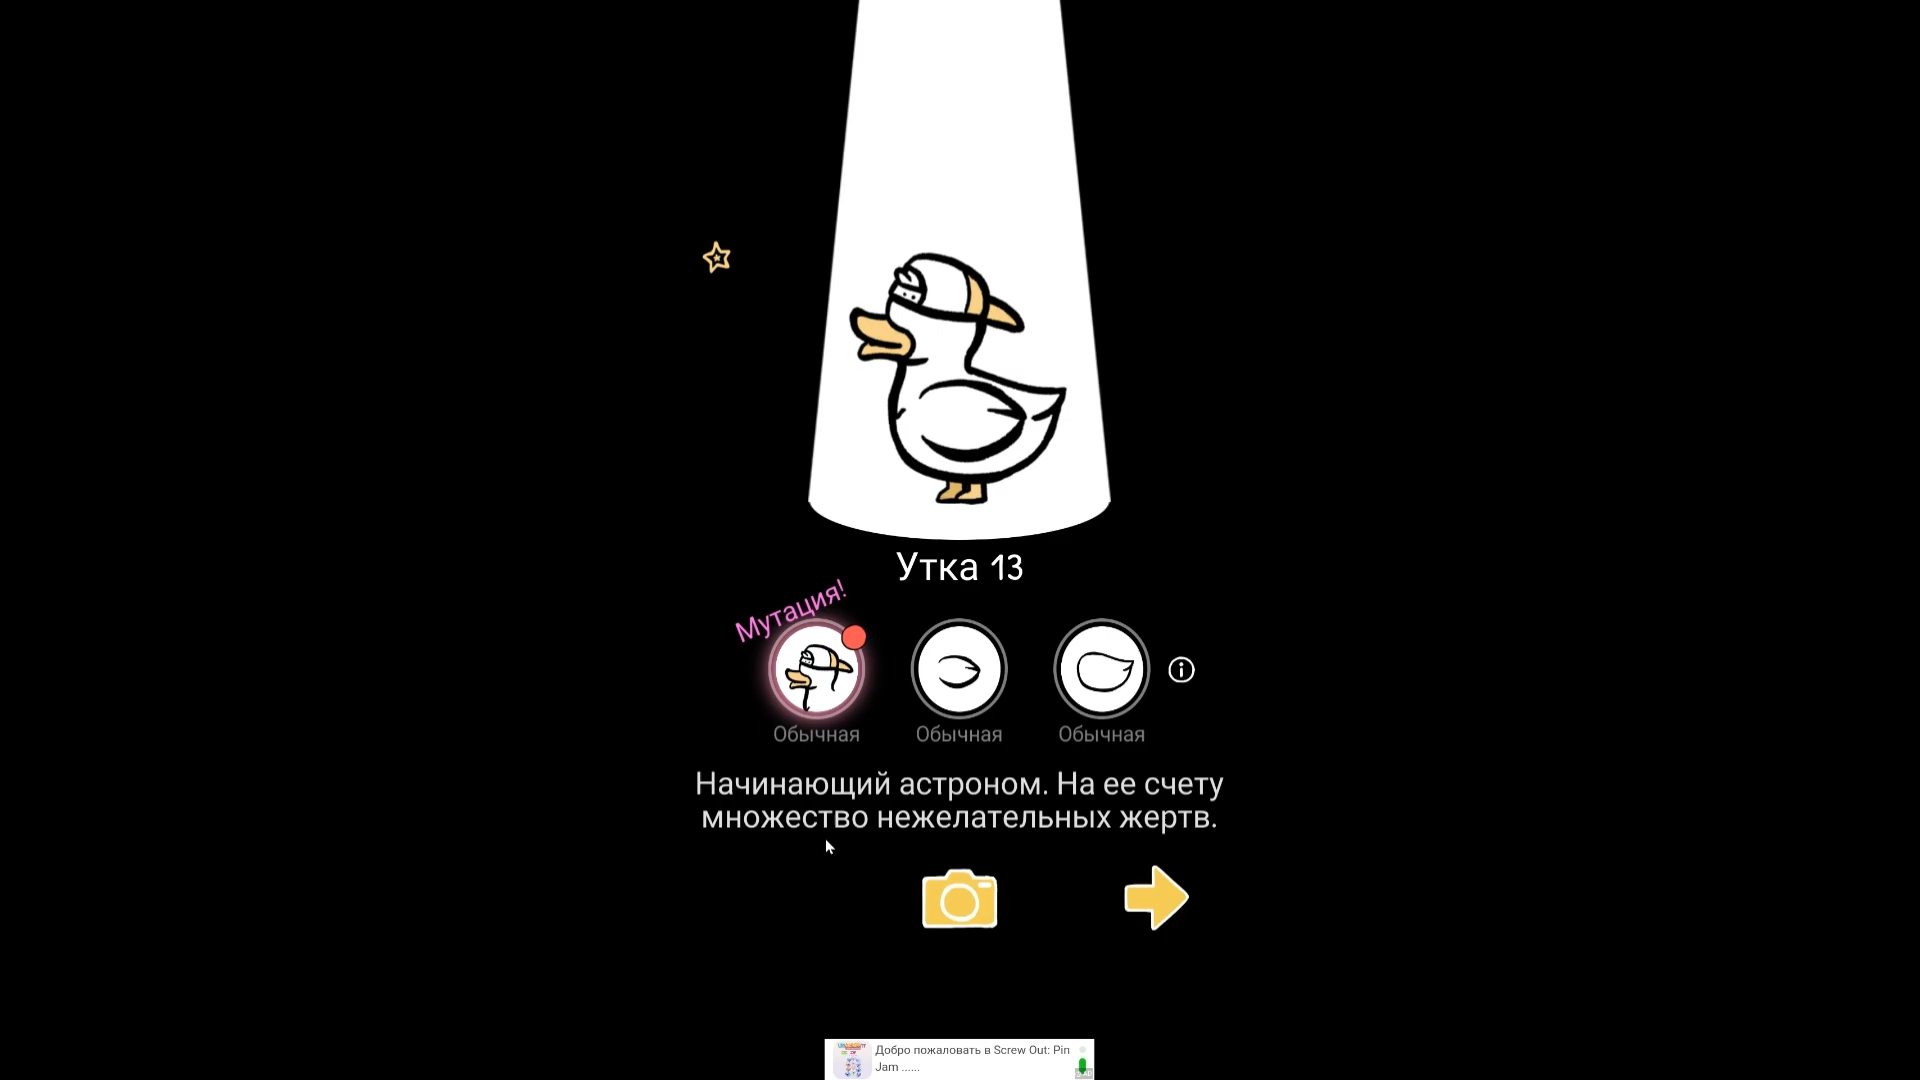 Утка 13
Мутация!
Обычная
Обычная
Обычная
Начинающий астроном. На ее счету
множество нежелательных жертв.
Добро пожаловать в Screw Out: Pin
Jam ......